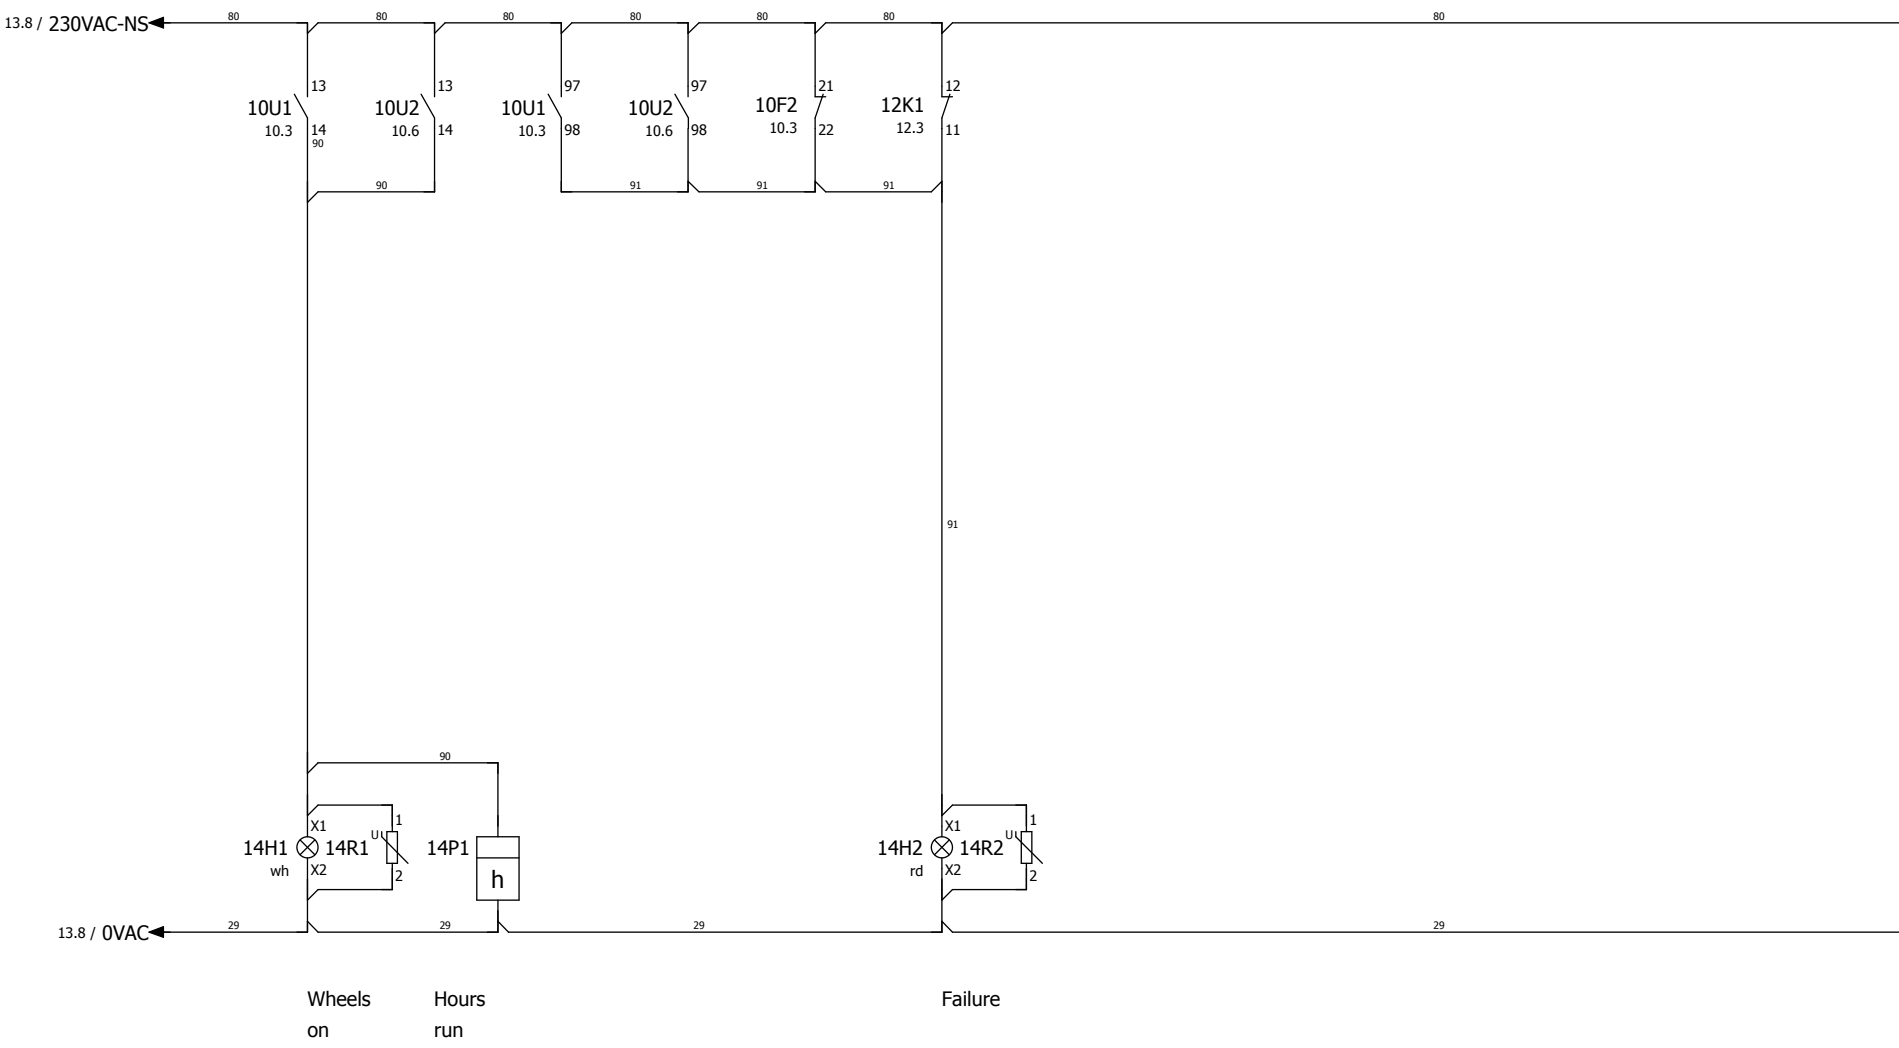 80 80 80 80 80 80 80
13.8 / 230VAC-NS
13 13 97 97 21 12
10U1 10U2 10U1 10U2 10F2 12K1
10.3 14 10.6 14 10.3 98 10.6 98 10.3 22 12.3 11
90
90 91 91 91
91
90
X1 1 X1 1
14H1 14R1 U 14P1 14H2 14R2 U
wh X2 2 h rd X2 2
29 29 29 29
13.8 / 0VAC
Wheels Hours Failure
on run